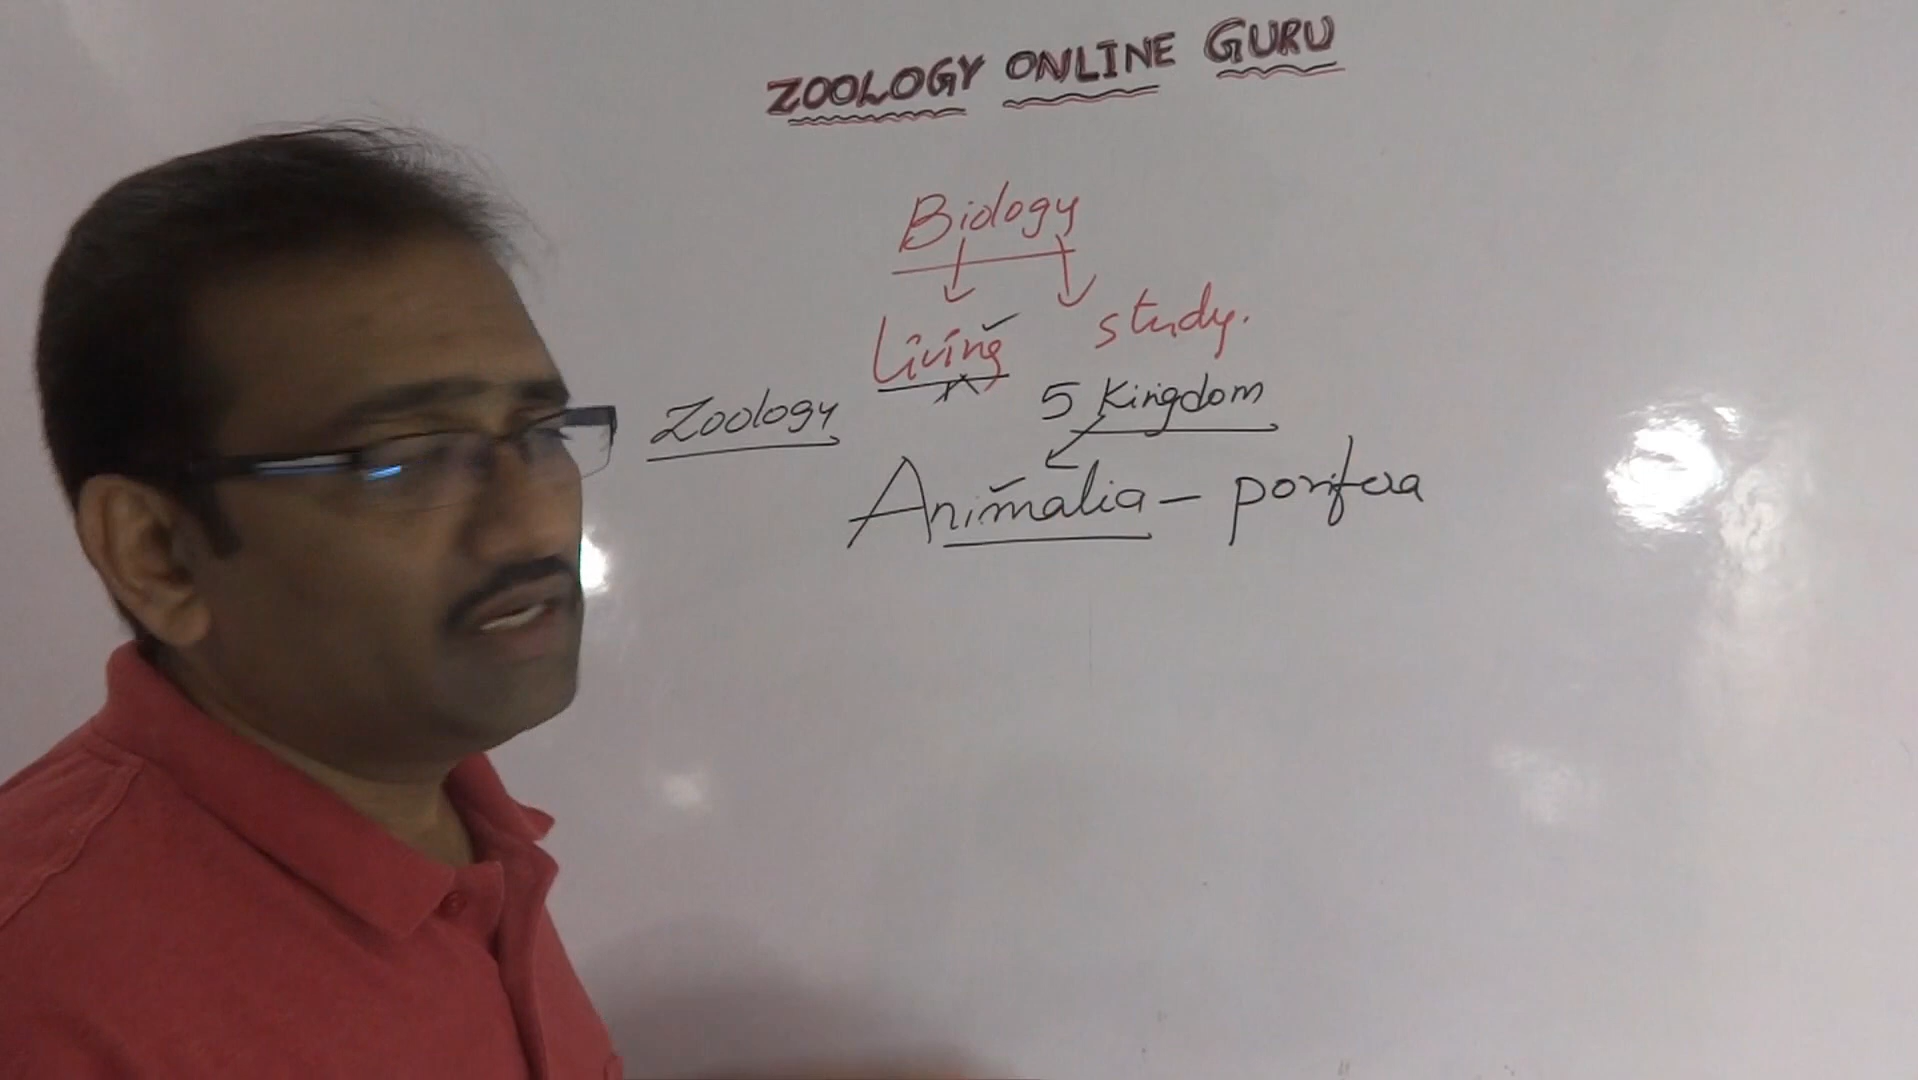 ZOOLOGY ONLINE GURU
Biology
Living study.
Zoology 5 Kingdom
Animalia - porifera